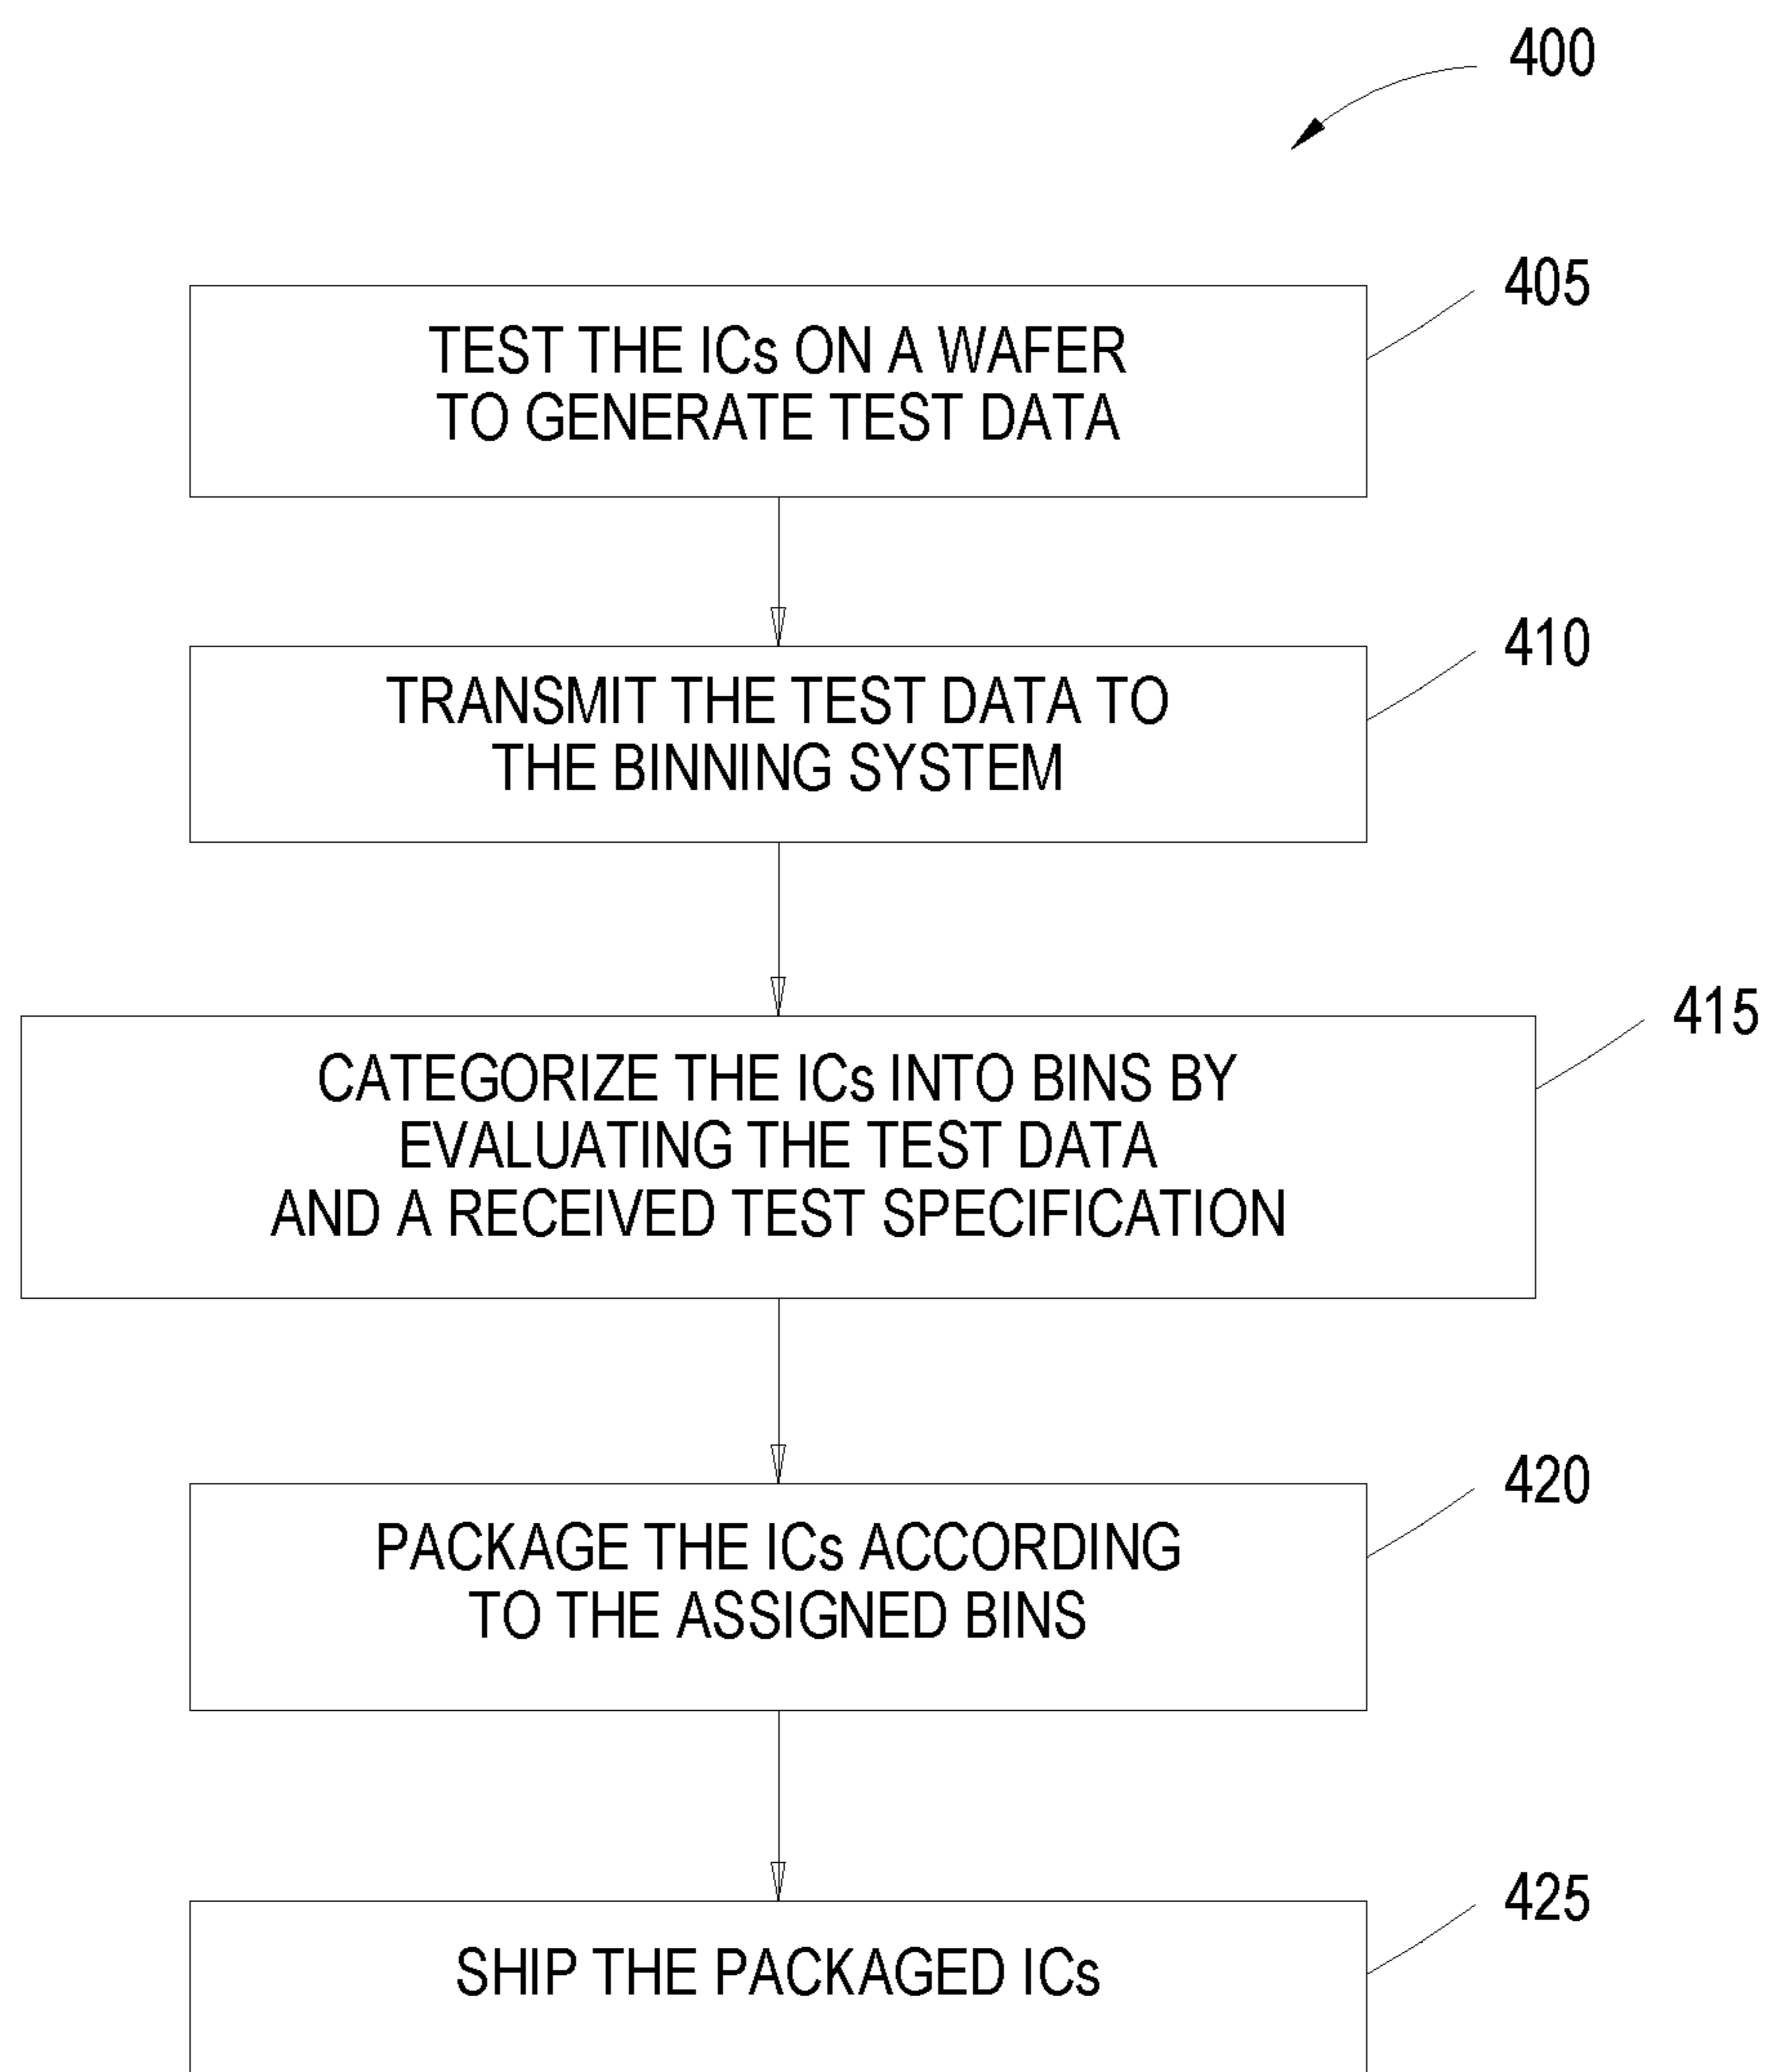 400
405
TEST THE ICs ON A WAFER
TO GENERATE TEST DATA
410
TRANSMIT THE TEST DATA TO
THE BINNING SYSTEM
415
CATEGORIZE THE ICs INTO BINS BY
EVALUATING THE TEST DATA
AND A RECEIVED TEST SPECIFICATION
420
PACKAGE THE ICs ACCORDING
TO THE ASSIGNED BINS
425
SHIP THE PACKAGED ICs